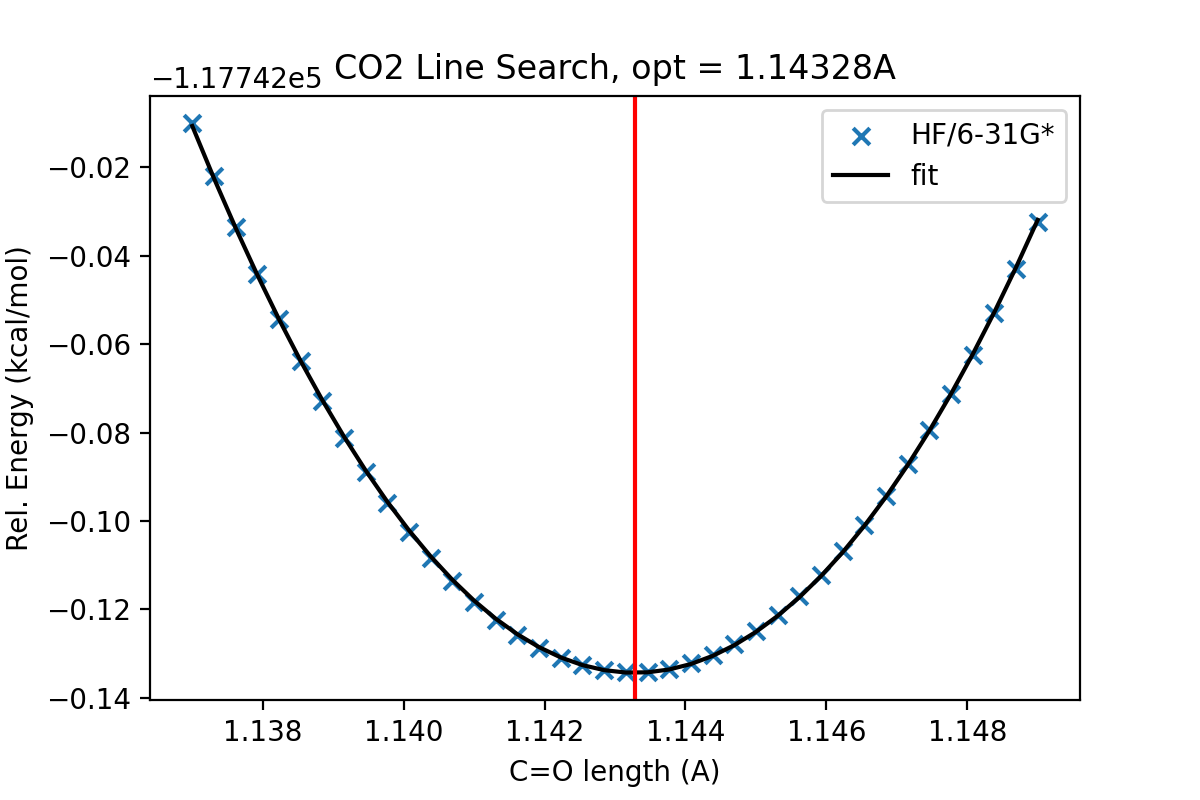 CO2 Line Search, opt = 1.14328A
−1.17742e5
HF/6-31G*
fit
−0.02
−0.04
−0.06
−0.08
−0.10
−0.12
−0.14
Rel. Energy (kcal/mol)
1.138 1.140 1.142 1.144 1.146 1.148
C=O length (A)